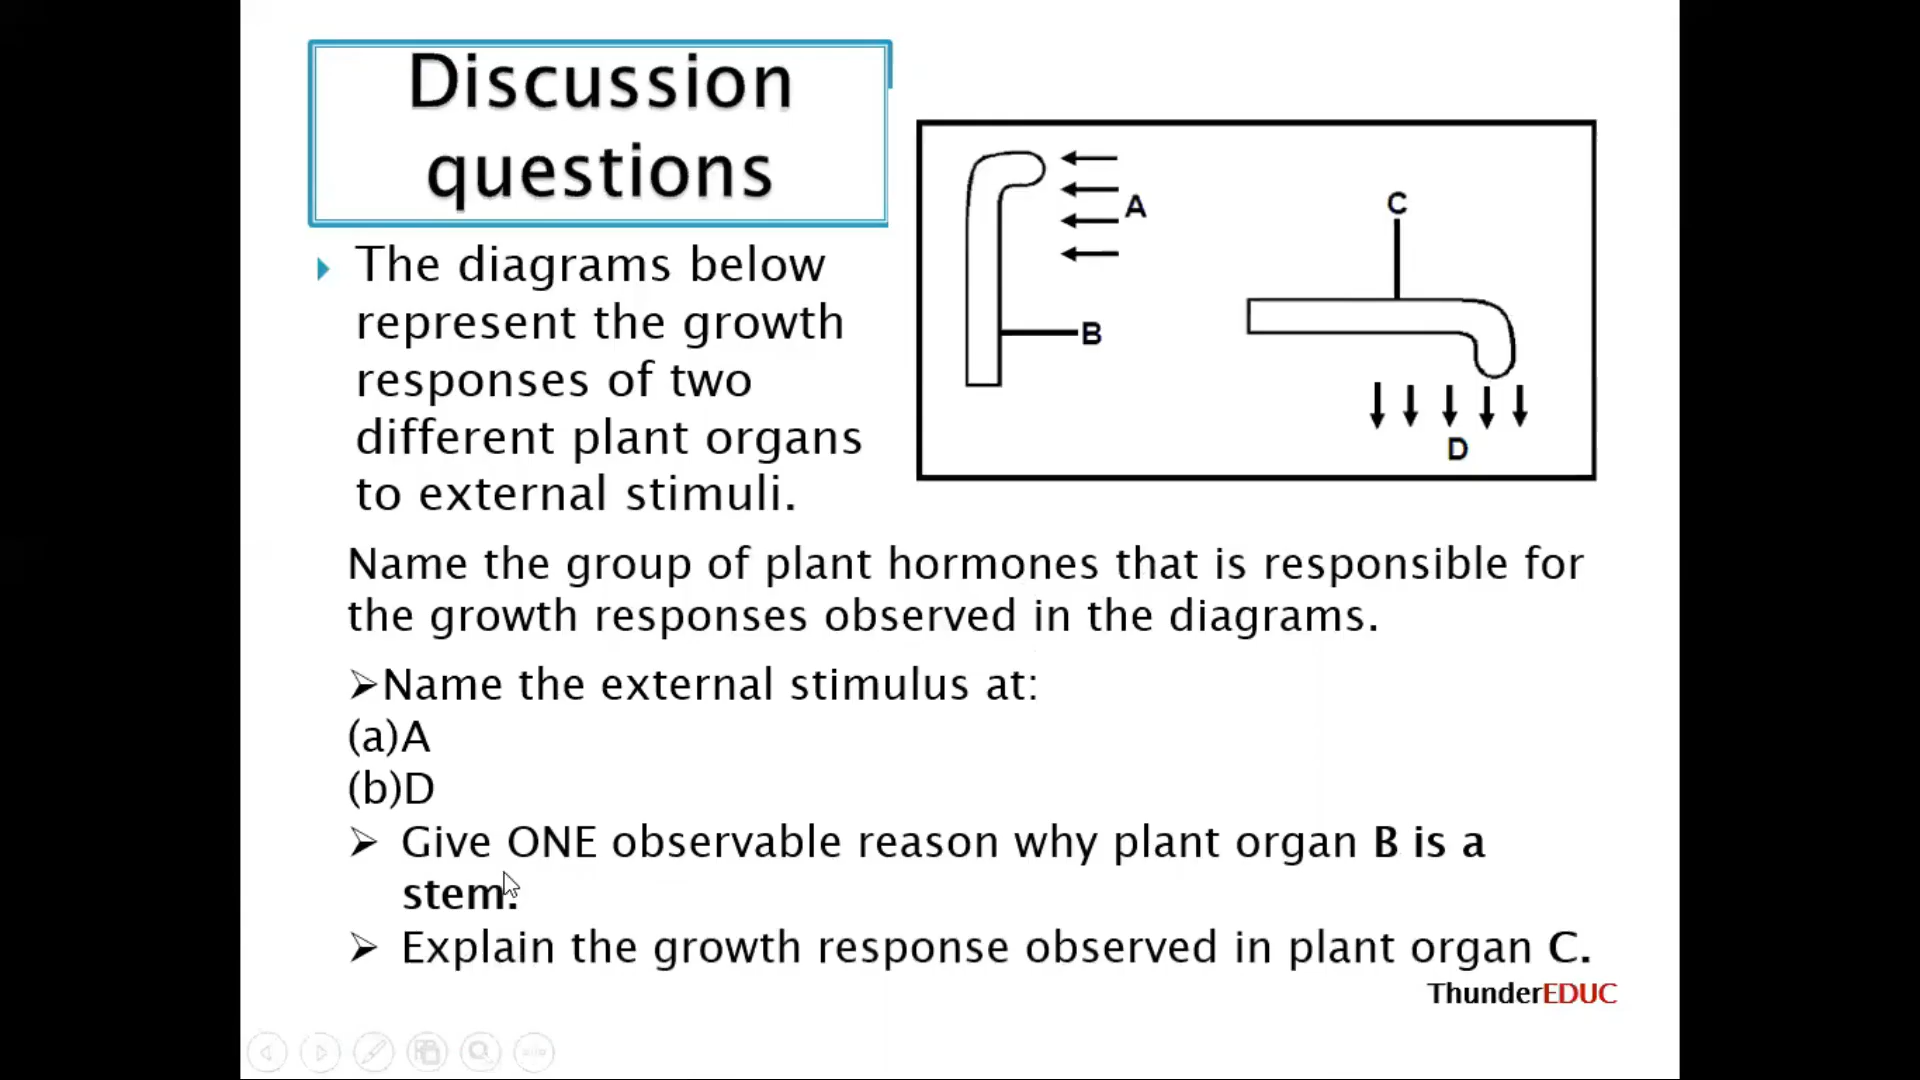 Discussion
questions
The diagrams below
represent the growth
responses of two
different plant organs
to external stimuli.
A
B
C
D
Name the group of plant hormones that is responsible for
the growth responses observed in the diagrams.
➢Name the external stimulus at:
(a)A
(b)D
➢ Give ONE observable reason why plant organ B is a
stem.
➢ Explain the growth response observed in plant organ C.
ThunderEDUC